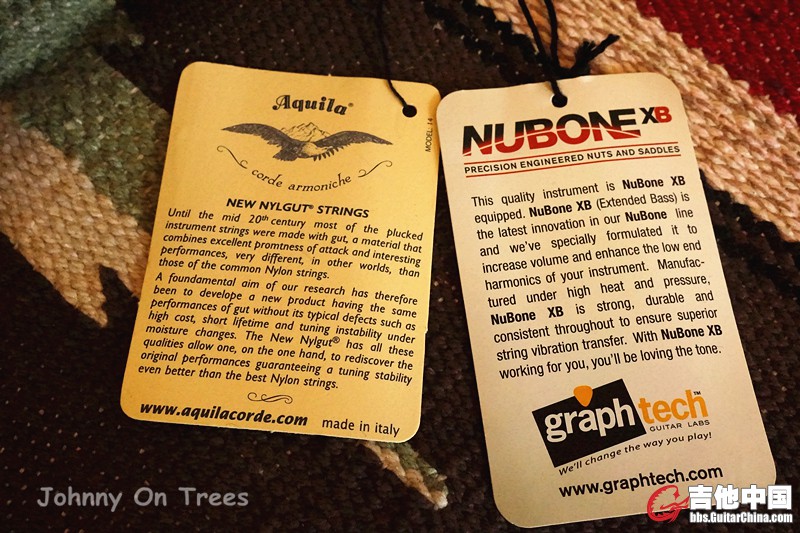 Aquila®
corde armoniche
MODEL: 14
NEW NYLGUT® STRINGS
Until the mid 20th century most of the plucked
instrument strings were made with gut, a material that
combines excellent promtness of attack and interesting
performances, very different, in other worlds, than
those of the common Nylon strings.
A foundamental aim of our research has therefore
been to develope a new product having the same
performances of gut without its typical defects such as
high cost, short lifetime and tuning instability under
moisture changes. The New Nylgut® has all these
qualities allow one, on the one hand, to rediscover the
original performances guaranteeing a tuning stability
even better than the best Nylon strings.
www.aquilacorde.com made in italy
NUBONE XB
PRECISION ENGINEERED NUTS AND SADDLES
This quality instrument is NuBone XB
equipped. NuBone XB (Extended Bass) is
the latest innovation in our NuBone line
and we've specially formulated it to
increase volume and enhance the low end
harmonics of your instrument. Manufac-
tured under high heat and pressure,
NuBone XB is strong, durable and
consistent throughout to ensure superior
string vibration transfer. With NuBone XB
working for you, you'll be loving the tone.
graph tech™
GUITAR LABS
We'll change the way you play!
www.graphtech.com
Johnny On Trees
吉他中国
bbs.GuitarChina.com